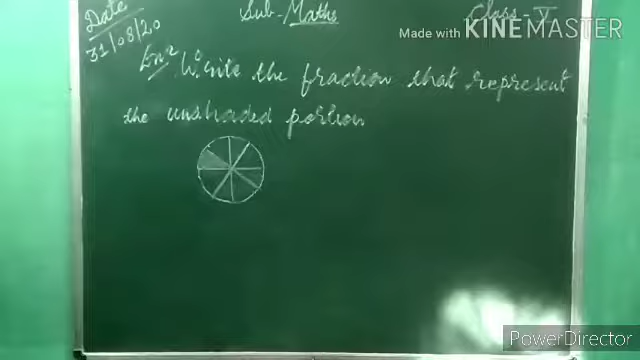 Date
31/08/20
Sub-Maths
Class-V
Made with KINEMASTER
Write the fraction that represent
the unshaded portion
PowerDirector